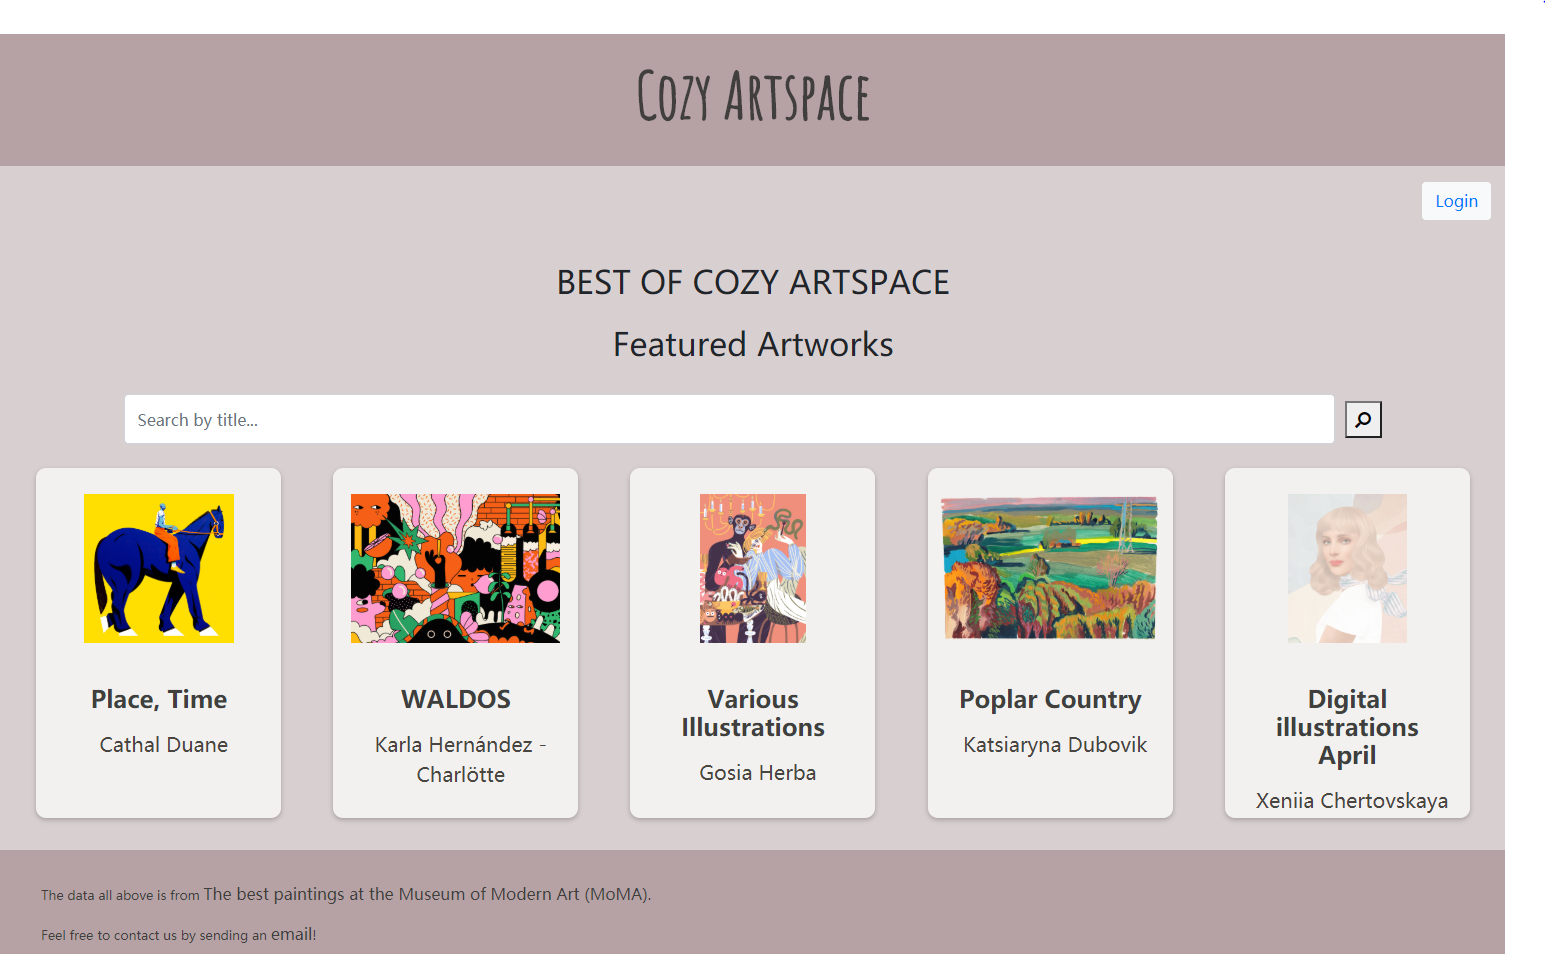 Cozy Artspace
Login
BEST OF COZY ARTSPACE
Featured Artworks
Search by title...
Place, Time
Cathal Duane
WALDOS
Karla Hernández -
Charlötte
Various
Illustrations
Gosia Herba
Poplar Country
Katsiaryna Dubovik
Digital
illustrations
April
Xeniia Chertovskaya
The data all above is from The best paintings at the Museum of Modern Art (MoMA).
Feel free to contact us by sending an email!